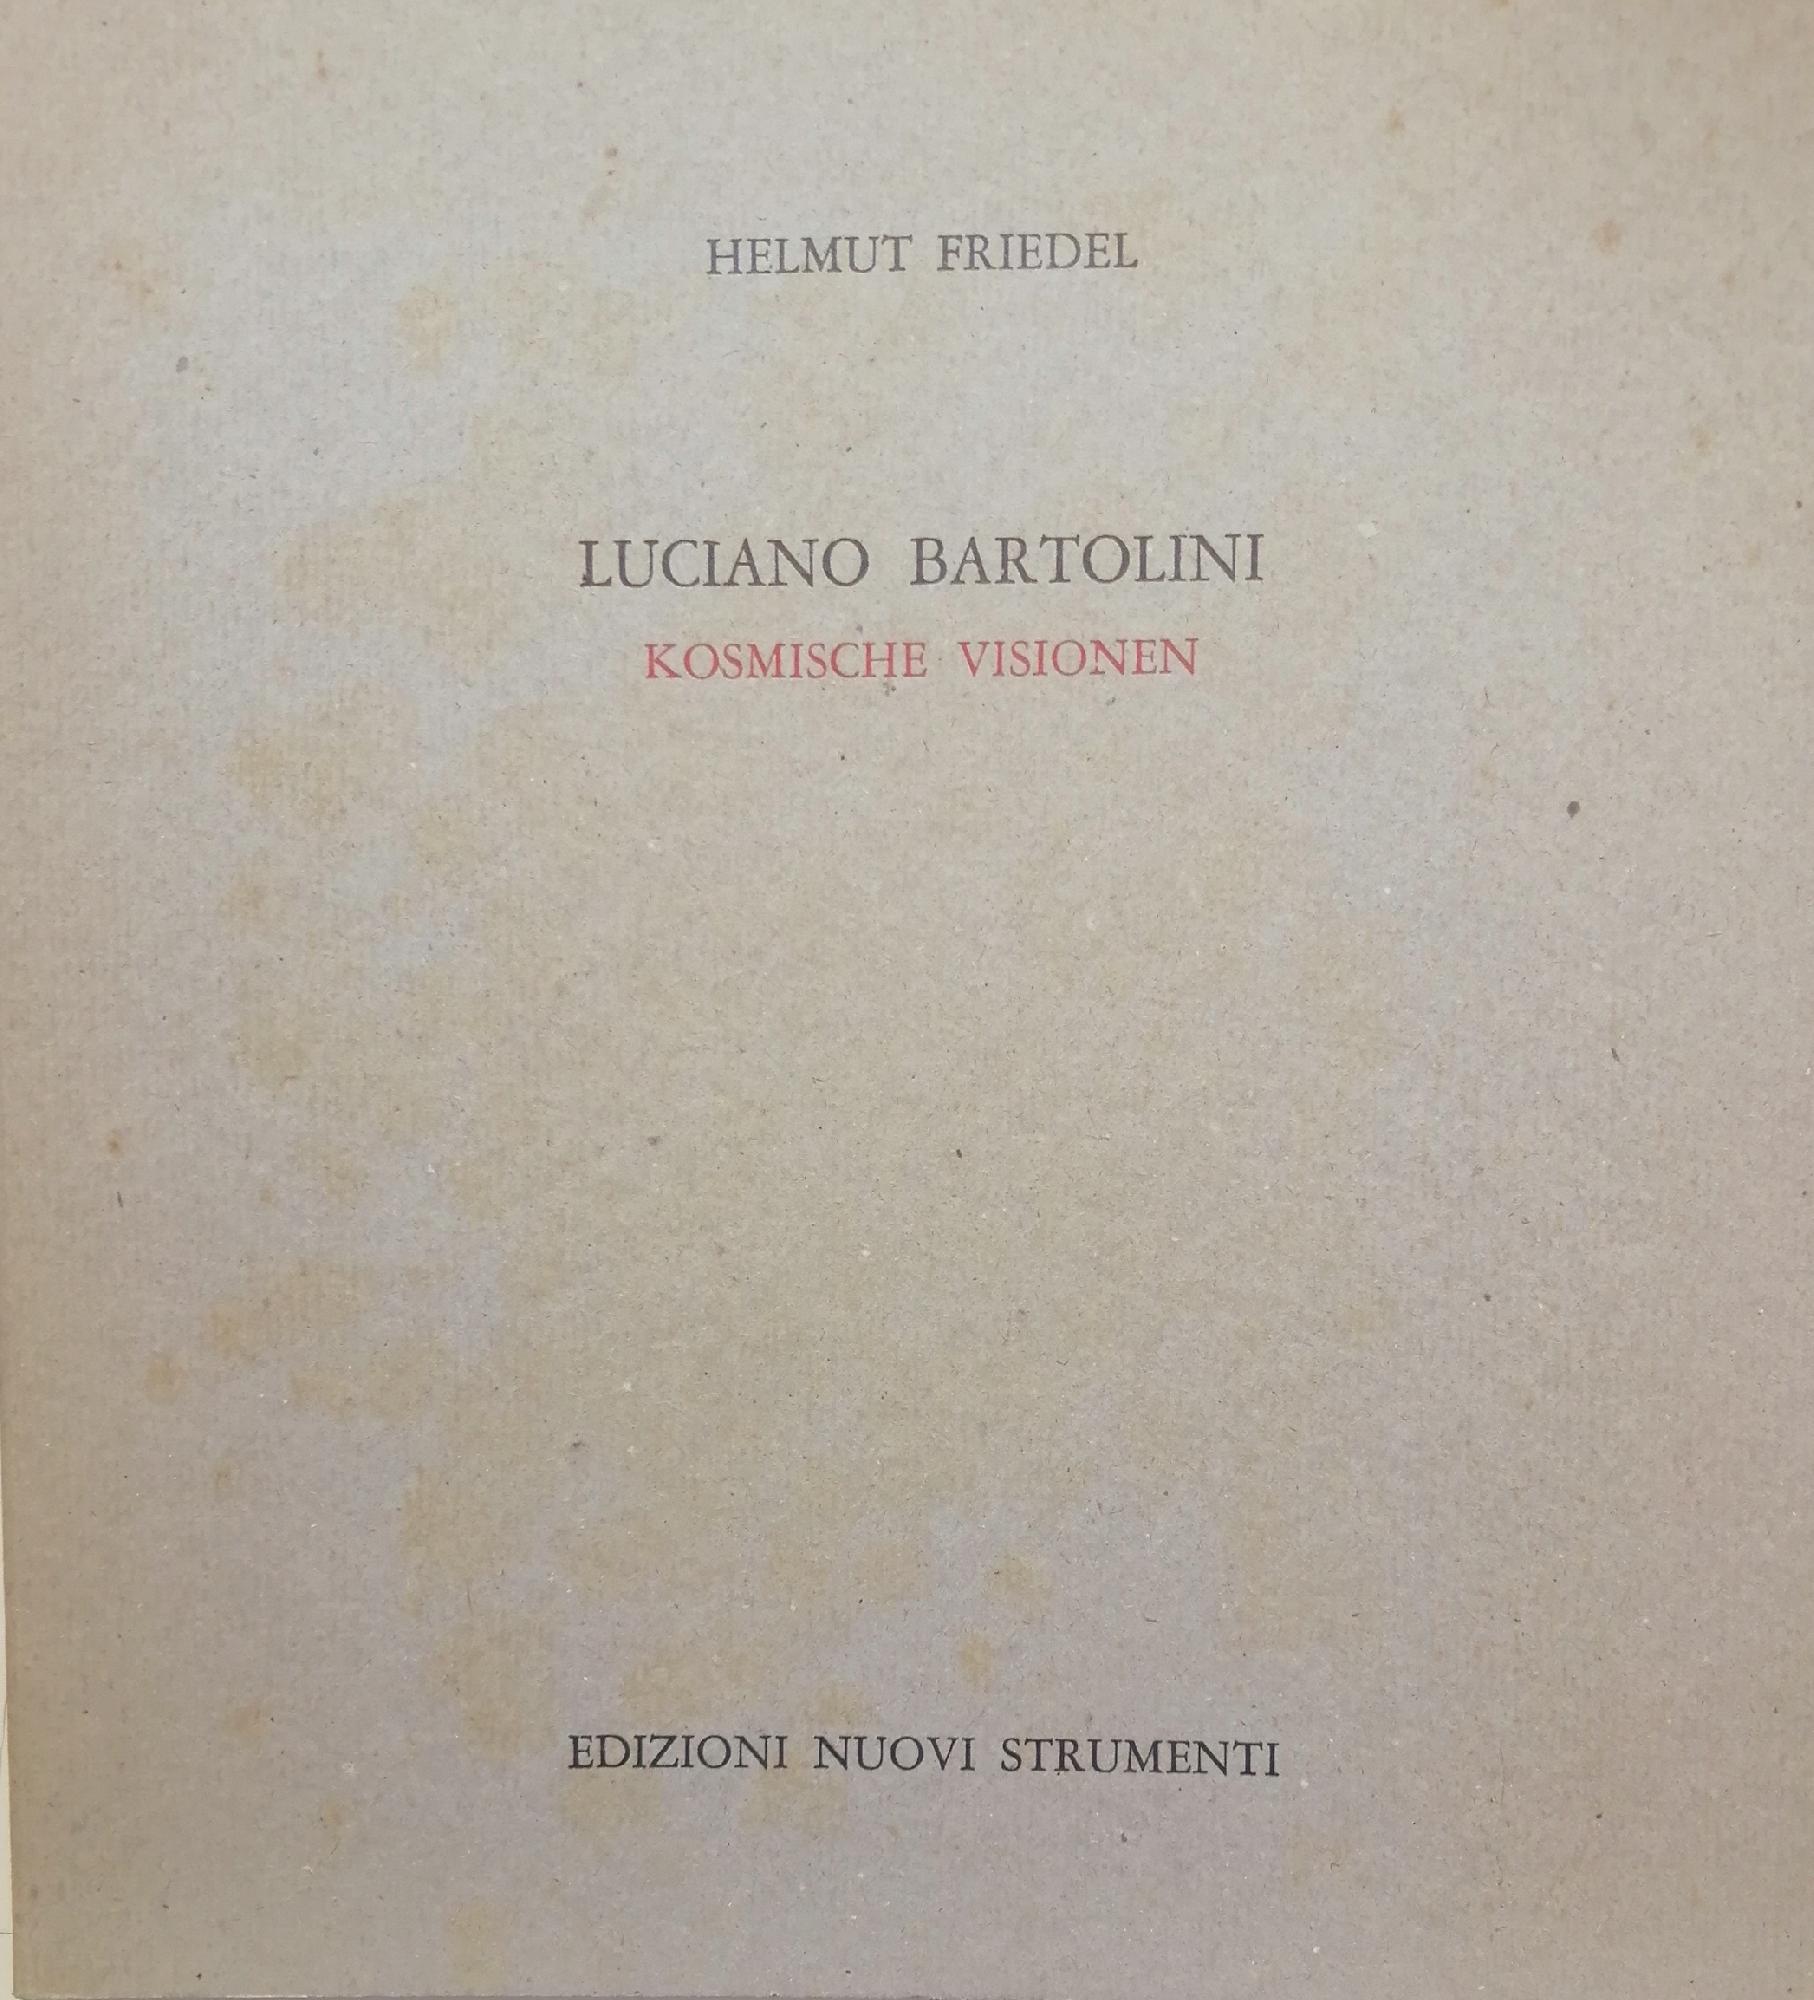 HELMUT FRIEDEL
LUCIANO BARTOLINI
KOSMISCHE VISIONEN
EDIZIONI NUOVI STRUMENTI